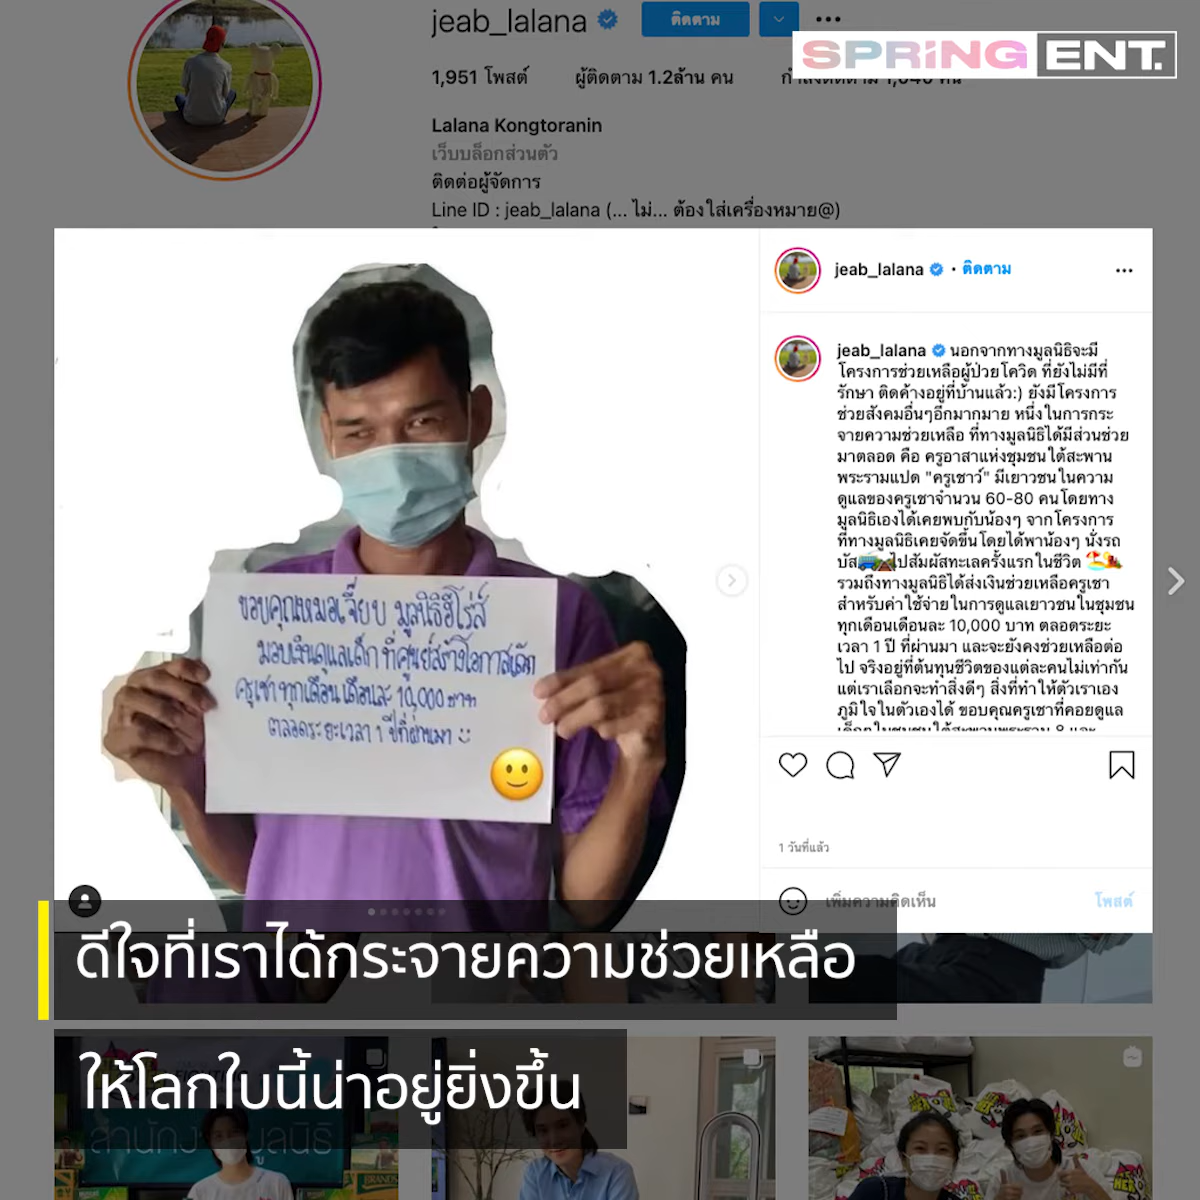 jeab_lalana
ติดตาม
SPRiNG ENT.
1,951 โพสต์ ผู้ติดตาม 1.2ล้าน คน
Lalana Kongtoranin
เว็บบล็อกส่วนตัว
ติดต่อผู้จัดการ
Line ID : jeab_lalana (... ไม่... ต้องใส่เครื่องหมาย@)
jeab_lalana • ติดตาม
jeab_lalana นอกจากทางมูลนิธิจะมี
โครงการช่วยเหลือผู้ป่วยโควิด ที่ยังไม่มีที่
รักษา ติดค้างอยู่ที่บ้านแล้ว:) ยังมีโครงการ
ช่วยสังคมอื่นๆอีกมากมาย หนึ่งในการกระ
จายความช่วยเหลือ ที่ทางมูลนิธิได้มีส่วนช่วย
มาตลอด คือ ครูอาสาแห่งชุมชนใต้สะพาน
พระรามแปด "ครูเชาว์" มีเยาวชนในความ
ดูแลของครูเชาจำนวน 60-80 คนโดยทาง
มูลนิธิเองได้เคยพบกับน้องๆ จากโครงการ
ที่ทางมูลนิธิเคยจัดขึ้นโดยได้พาน้องๆ นั่งรถ
บัส🚌🚗ไปสัมผัสทะเลครั้งแรกในชีวิต 🏖️
รวมถึงทางมูลนิธิได้ส่งเงินช่วยเหลือครูเชา
สำหรับค่าใช้จ่ายในการดูแลเยาวชนในชุมชน
ทุกเดือนเดือนละ 10,000 บาท ตลอดระยะ
เวลา 1 ปี ที่ผ่านมา และจะยังคงช่วยเหลือต่อ
ไป จริงอยู่ที่ต้นทุนชีวิตของแต่ละคนไม่เท่ากัน
แต่เราเลือกจะทำสิ่งดีๆ สิ่งที่ทำให้ตัวเราเอง
ภูมิใจในตัวเองได้ ขอบคุณครูเชาที่คอยดูแล
เด็กๆในชุมชนใต้สะพานพระราม 8 และ
ขอบคุณหมอเจี๊ยบ มูลนิธิฮีโร่ส์
มอบเงินดูแลเด็ก ที่ศูนย์สร้างโอกาสเด็ก
ครูเชา ทุกเดือน เดือนละ 10,000 บาท
ตลอดระยะเวลา 1 ปีที่ผ่านมา
1 วันที่แล้ว
เพิ่มความคิดเห็น
โพสต์
ดีใจที่เราได้กระจายความช่วยเหลือ
ให้โลกใบนี้น่าอยู่ยิ่งขึ้น